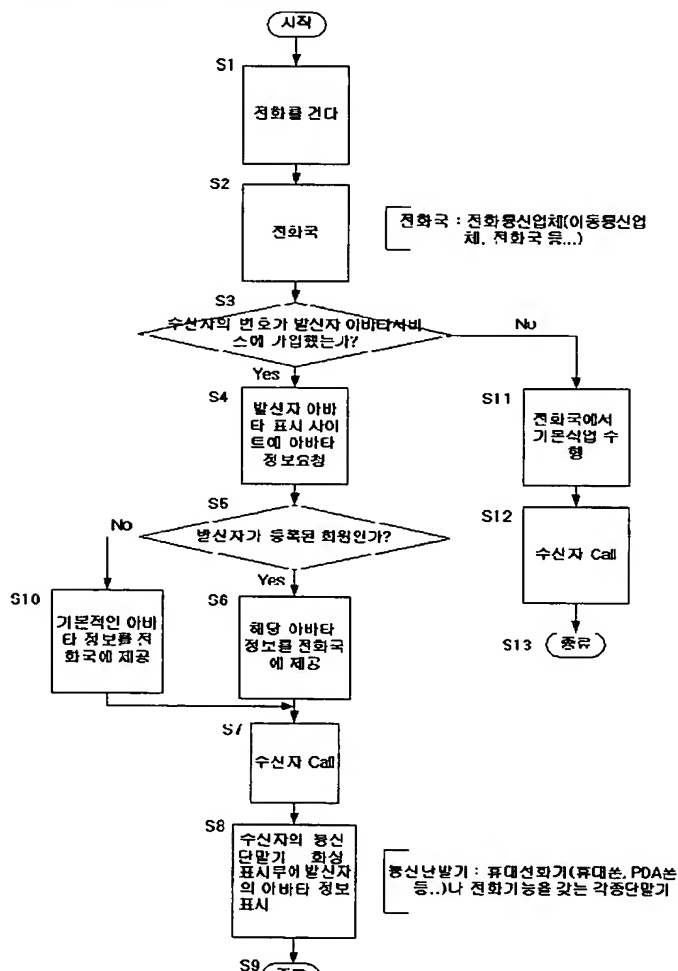 시작
S1
전화를 건다
S2
전화국
전화국 : 전화통신업체(이동통신업
체, 전화국 등...)
S3
수신자의 번호가 발신자 아바타서비
스에 가입했는가?
No
Yes
S4
발신자 아바
타 표시 사이
트에 아바타
정보요청
S11
전화국에서
기본작업 수
행
S5
발신자가 등록된 회원인가?
No
Yes
S12
수신자 Call
S10
기본적인 아바
타 정보를 전
화국에 제공
S6
해당 아바타
정보를 전화국
에 제공
S13
종료
S7
수신자 Call
S8
수신자의 통신
단말기 화상
표시부에 발신자
의 아바타 정보
표시
통신단말기 : 휴대전화기(휴대폰, PDA폰
등..)나 전화기능을 갖는 각종단말기
S9